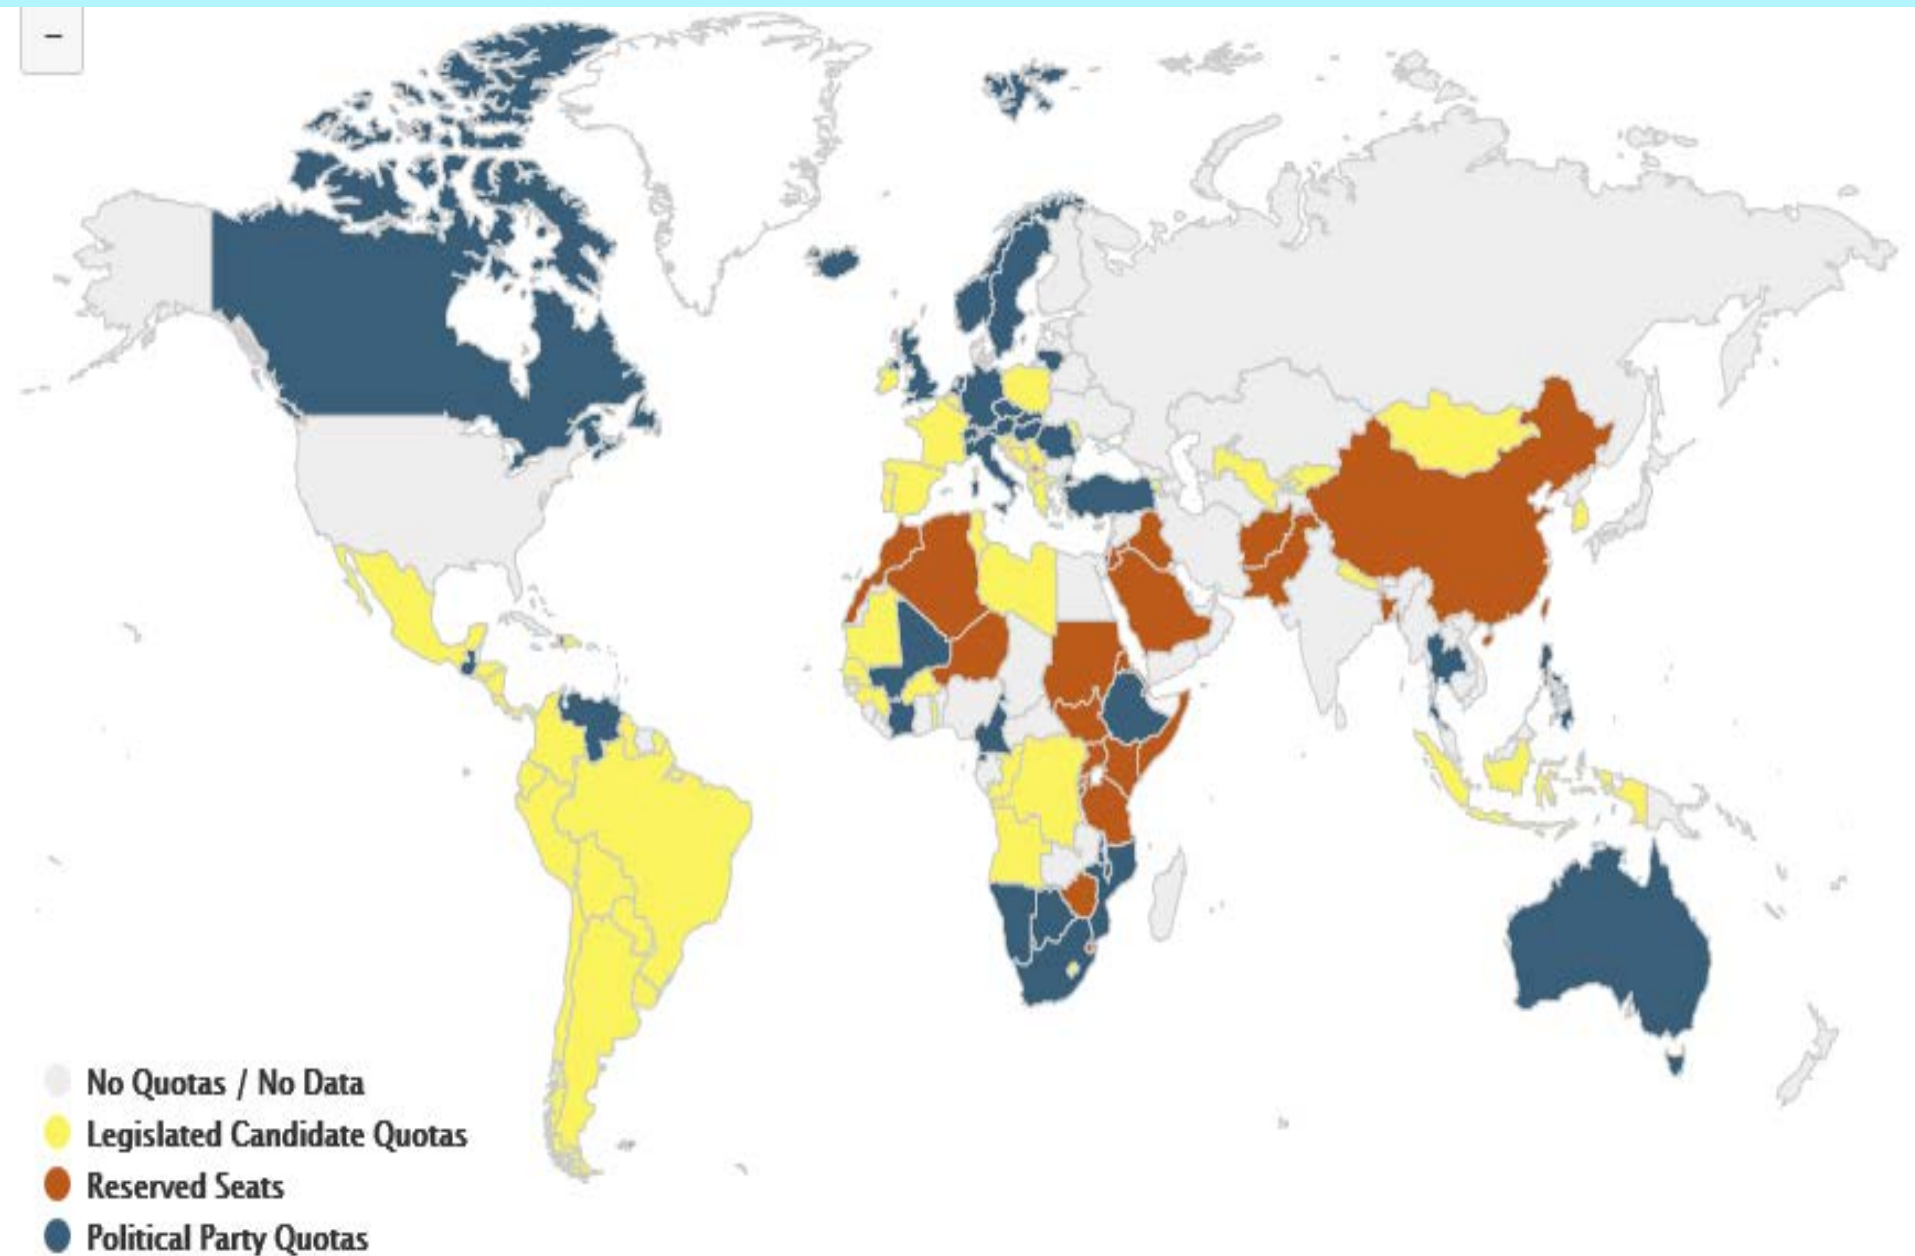 −
No Quotas / No Data
Legislated Candidate Quotas
Reserved Seats
Political Party Quotas